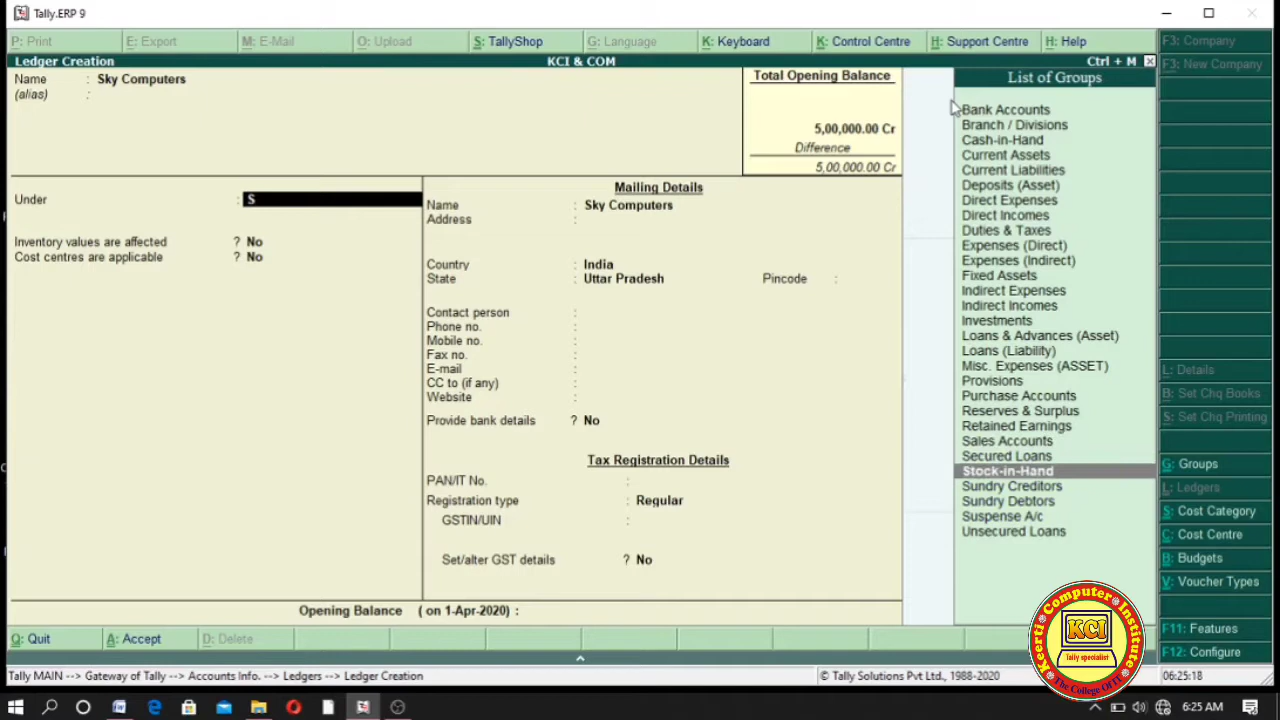 Tally.ERP 9
P: Print
E: Export
M: E-Mail
O: Upload
S: TallyShop
G: Language
K: Keyboard
K: Control Centre
H: Support Centre
H: Help
F3: Company
F3: New Company
Ledger Creation
KCI & COM
Ctrl + M
Name : Sky Computers
(alias) :
Total Opening Balance
5,00,000.00 Cr
Difference
5,00,000.00 Cr
Under : S
Inventory values are affected ? No
Cost centres are applicable ? No
Mailing Details
Name : Sky Computers
Address :
Country : India
State : Uttar Pradesh Pincode :
Contact person :
Phone no. :
Mobile no. :
Fax no. :
E-mail :
CC to (if any) :
Website :
Provide bank details ? No
Tax Registration Details
PAN/IT No. :
Registration type : Regular
GSTIN/UIN :
Set/alter GST details ? No
Opening Balance ( on 1-Apr-2020) :
List of Groups
Bank Accounts
Branch / Divisions
Cash-in-Hand
Current Assets
Current Liabilities
Deposits (Asset)
Direct Expenses
Direct Incomes
Duties & Taxes
Expenses (Direct)
Expenses (Indirect)
Fixed Assets
Indirect Expenses
Indirect Incomes
Investments
Loans & Advances (Asset)
Loans (Liability)
Misc. Expenses (ASSET)
Provisions
Purchase Accounts
Reserves & Surplus
Retained Earnings
Sales Accounts
Secured Loans
Stock-in-Hand
Sundry Creditors
Sundry Debtors
Suspense A/c
Unsecured Loans
L: Details
B: Set Chq Books
S: Set Chq Printing
G: Groups
L: Ledgers
S: Cost Category
C: Cost Centre
B: Budgets
V: Voucher Types
F11: Features
F12: Configure
Q: Quit
A: Accept
D: Delete
Keerti Computer Institute
KCI
Tally specialist
The College Of IT
Tally MAIN --> Gateway of Tally --> Accounts Info. --> Ledgers --> Ledger Creation
© Tally Solutions Pvt Ltd., 1988-2020
06:25:18
6:25 AM